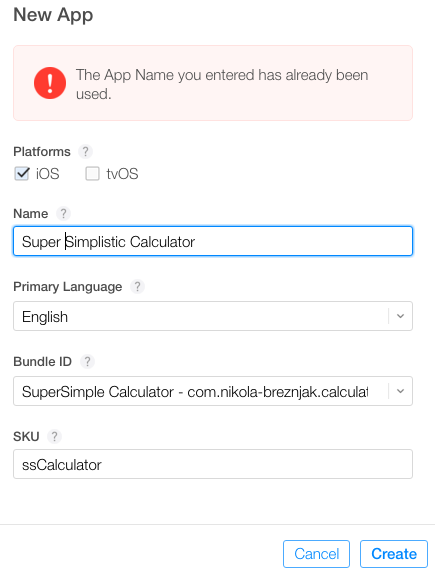 New App
The App Name you entered has already been
used.
Platforms ?
iOS tvOS
Name ?
Super Simplistic Calculator
Primary Language ?
English
Bundle ID ?
SuperSimple Calculator - com.nikola-breznjak.calculat
SKU ?
ssCalculator
Cancel Create